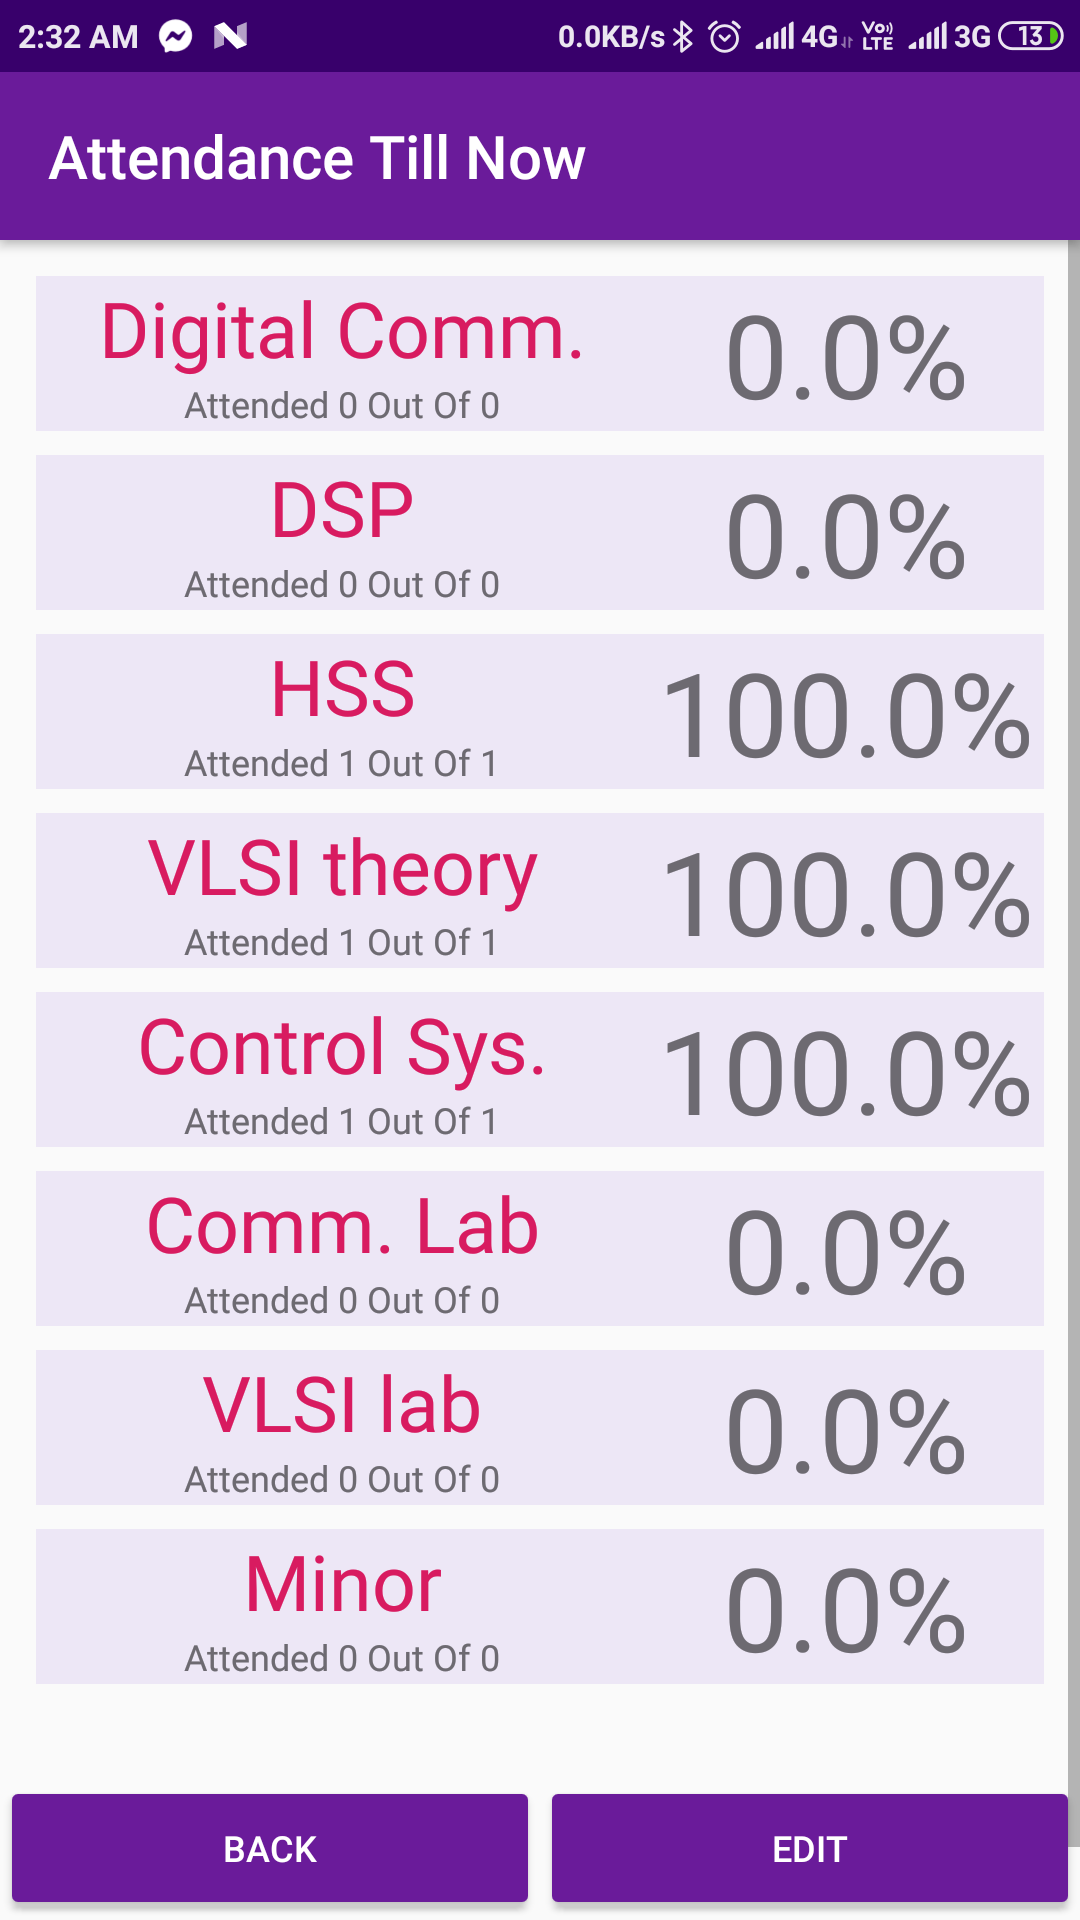 2:32 AM 0.0KB/s 4G Vo)) LTE 3G 13
Attendance Till Now
Digital Comm.
Attended 0 Out Of 0
0.0%
DSP
Attended 0 Out Of 0
0.0%
HSS
Attended 1 Out Of 1
100.0%
VLSI theory
Attended 1 Out Of 1
100.0%
Control Sys.
Attended 1 Out Of 1
100.0%
Comm. Lab
Attended 0 Out Of 0
0.0%
VLSI lab
Attended 0 Out Of 0
0.0%
Minor
Attended 0 Out Of 0
0.0%
BACK EDIT